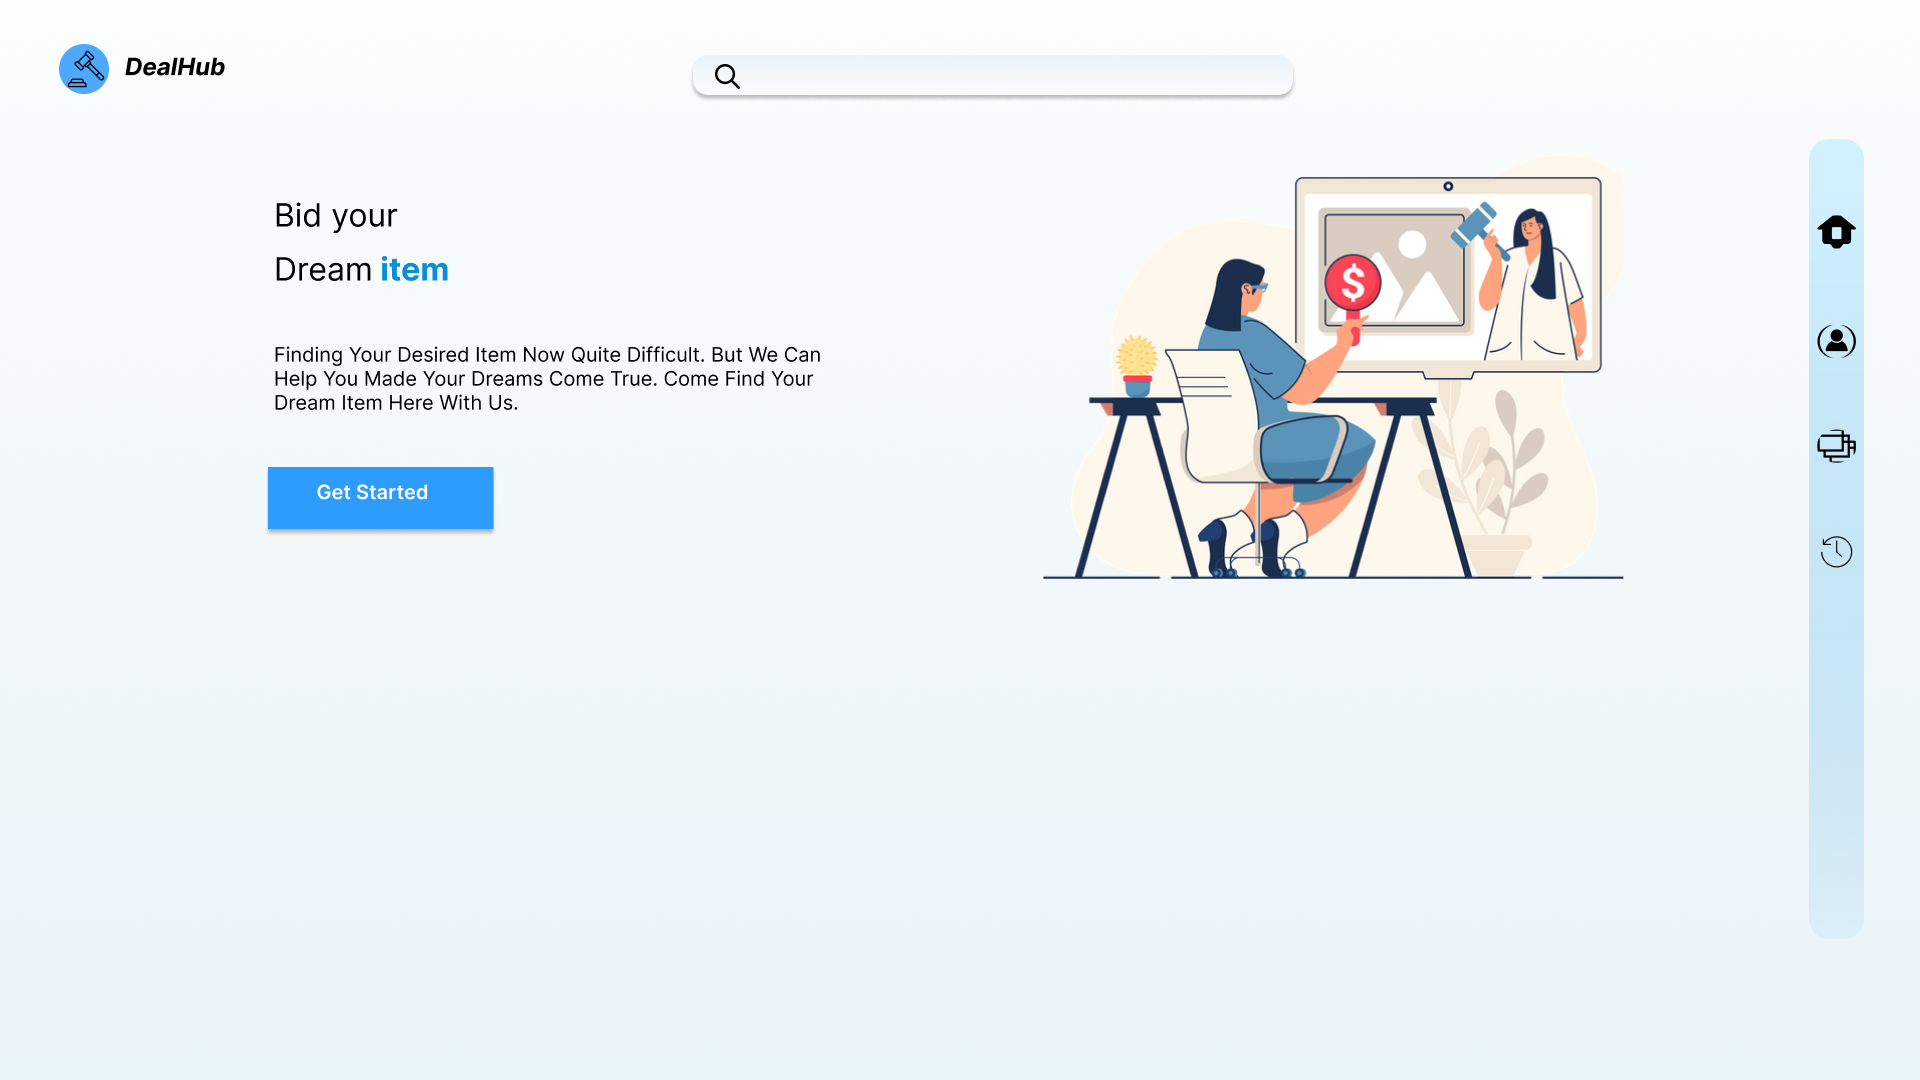 DealHub
Bid your
Dream item
Finding Your Desired Item Now Quite Difficult. But We Can
Help You Made Your Dreams Come True. Come Find Your
Dream Item Here With Us.
Get Started
$